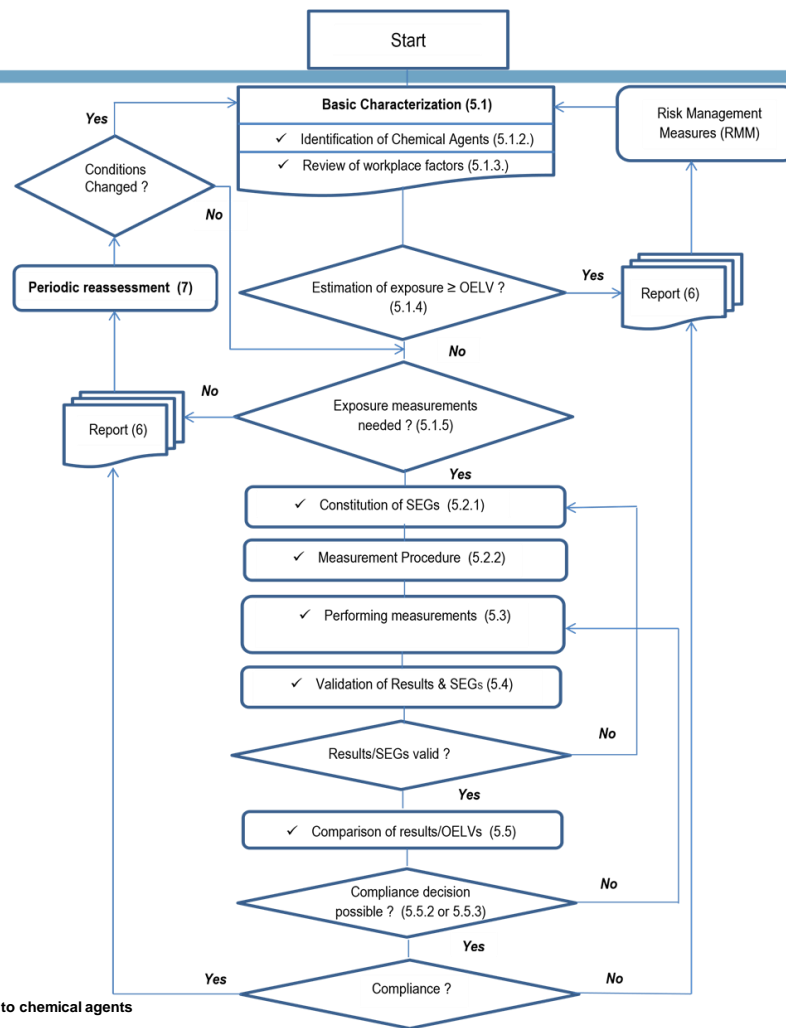 Start
Basic Characterization (5.1)
✓ Identification of Chemical Agents (5.1.2.)
✓ Review of workplace factors (5.1.3.)
Risk Management
Measures (RMM)
Yes
Conditions
Changed ?
No
Periodic reassessment (7)
Estimation of exposure ≥ OELV ?
(5.1.4)
Yes
Report (6)
No
No
Report (6)
Exposure measurements
needed ? (5.1.5)
Yes
✓ Constitution of SEGs (5.2.1)
✓ Measurement Procedure (5.2.2)
✓ Performing measurements (5.3)
✓ Validation of Results & SEGs (5.4)
Results/SEGs valid ?
No
Yes
✓ Comparison of results/OELVs (5.5)
Compliance decision
possible ? (5.5.2 or 5.5.3)
No
Yes
Yes
Compliance ?
No
to chemical agents